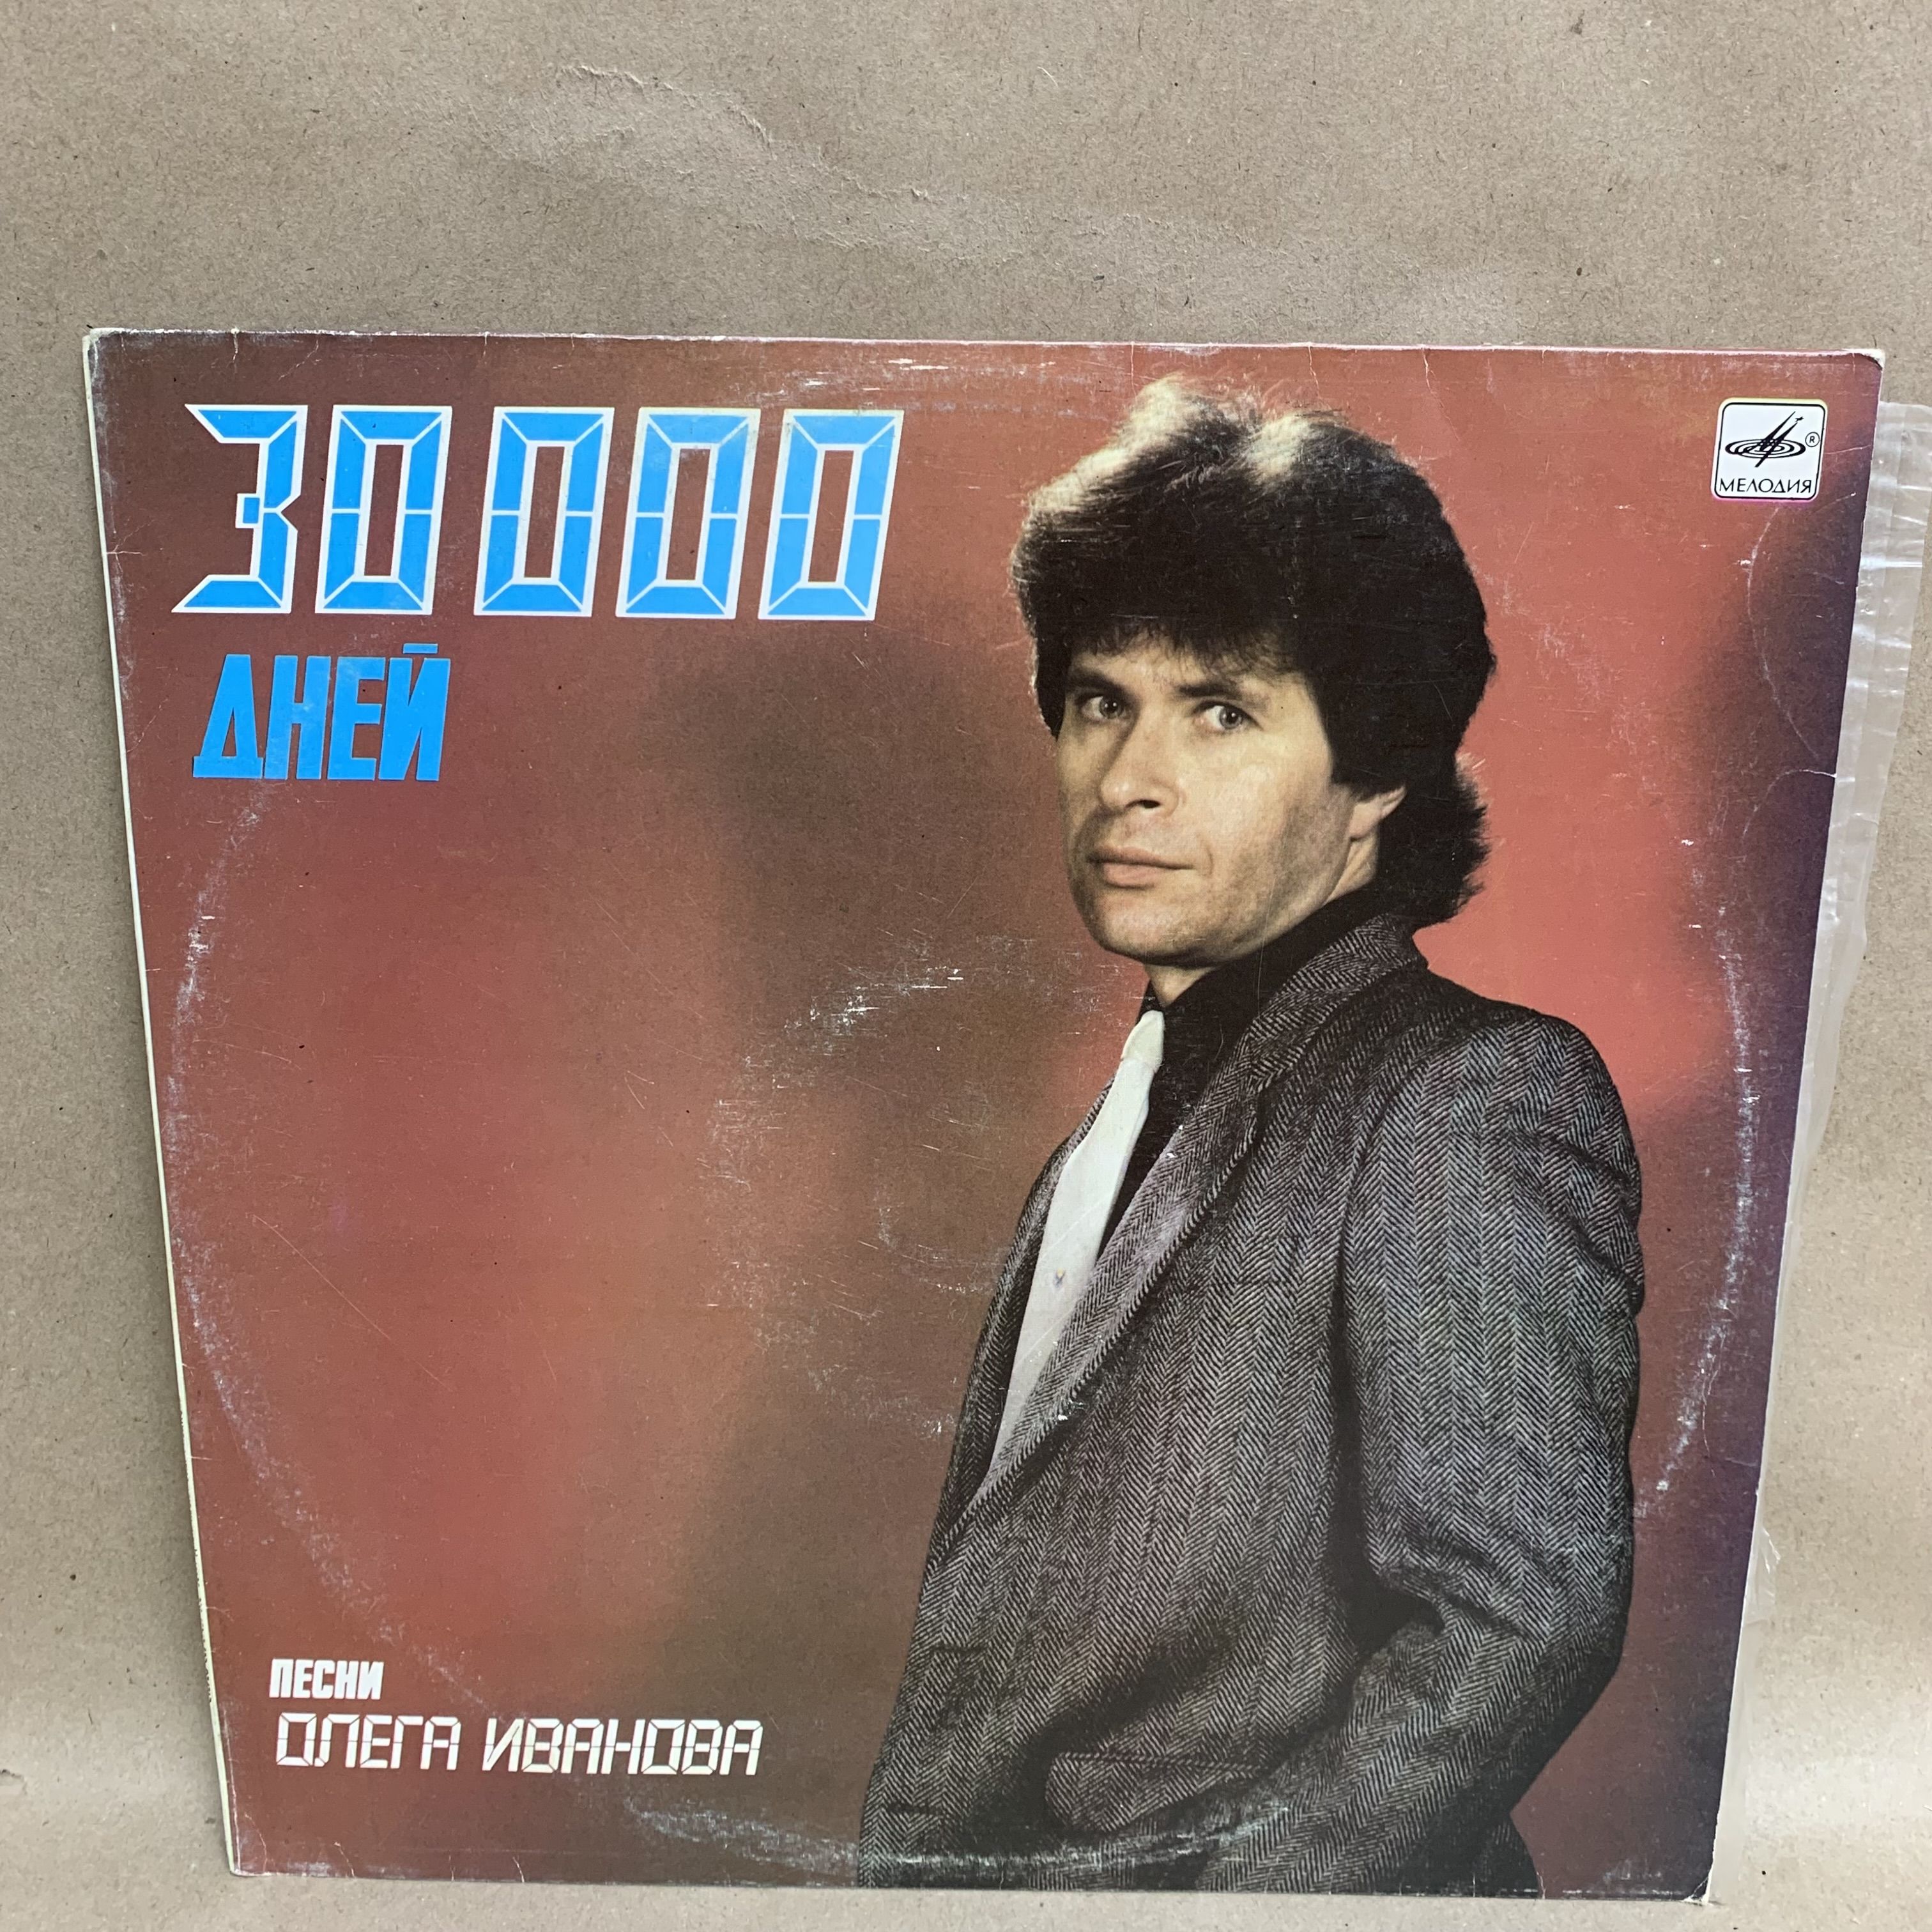 30 000
ДНЕЙ
®
МЕЛОДИЯ
ПЕСНИ
ОЛЕГА ИВАНОВА